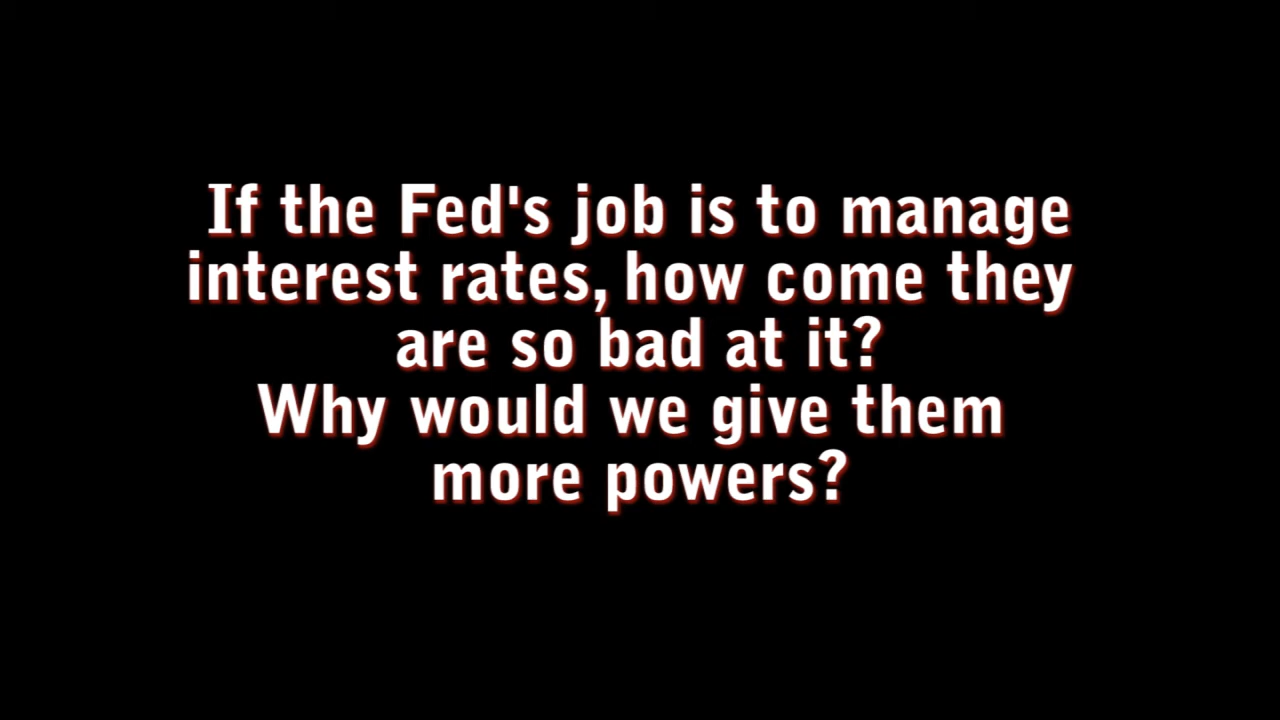 If the Fed's job is to manage
interest rates, how come they
are so bad at it?
Why would we give them
more powers?